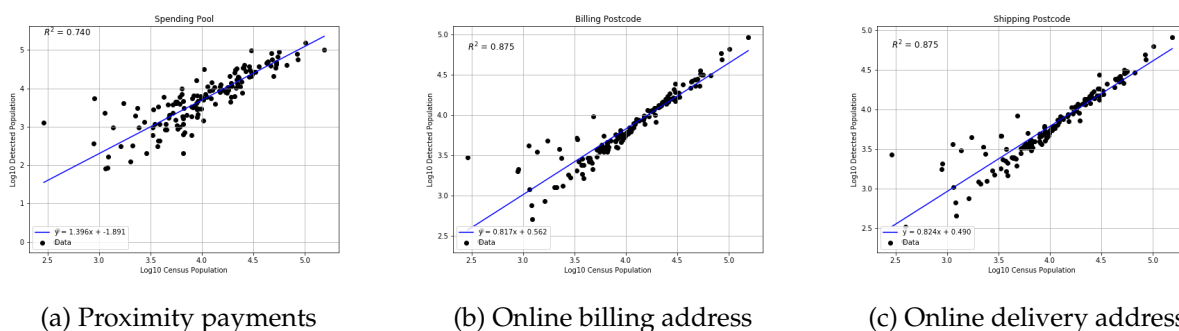 Spending Pool
R² = 0.740
5
4
3
2
1
0
Log10 Detected Population
2.5 3.0 3.5 4.0 4.5 5.0
Log10 Census Population
y = 1.396x + -1.891
Data
(a) Proximity payments
Billing Postcode
R² = 0.875
5.0
4.5
4.0
3.5
3.0
2.5
Log10 Detected Population
2.5 3.0 3.5 4.0 4.5 5.0
Log10 Census Population
y = 0.817x + 0.562
Data
(b) Online billing address
Shipping Postcode
R² = 0.875
5.0
4.5
4.0
3.5
3.0
2.5
Log10 Detected Population
2.5 3.0 3.5 4.0 4.5 5.0
Log10 Census Population
y = 0.824x + 0.490
Data
(c) Online delivery address